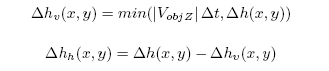 Δh_v(x, y) = min(|V_{objZ}| Δt, Δh(x, y))
Δh_h(x, y) = Δh(x, y) − Δh_v(x, y)